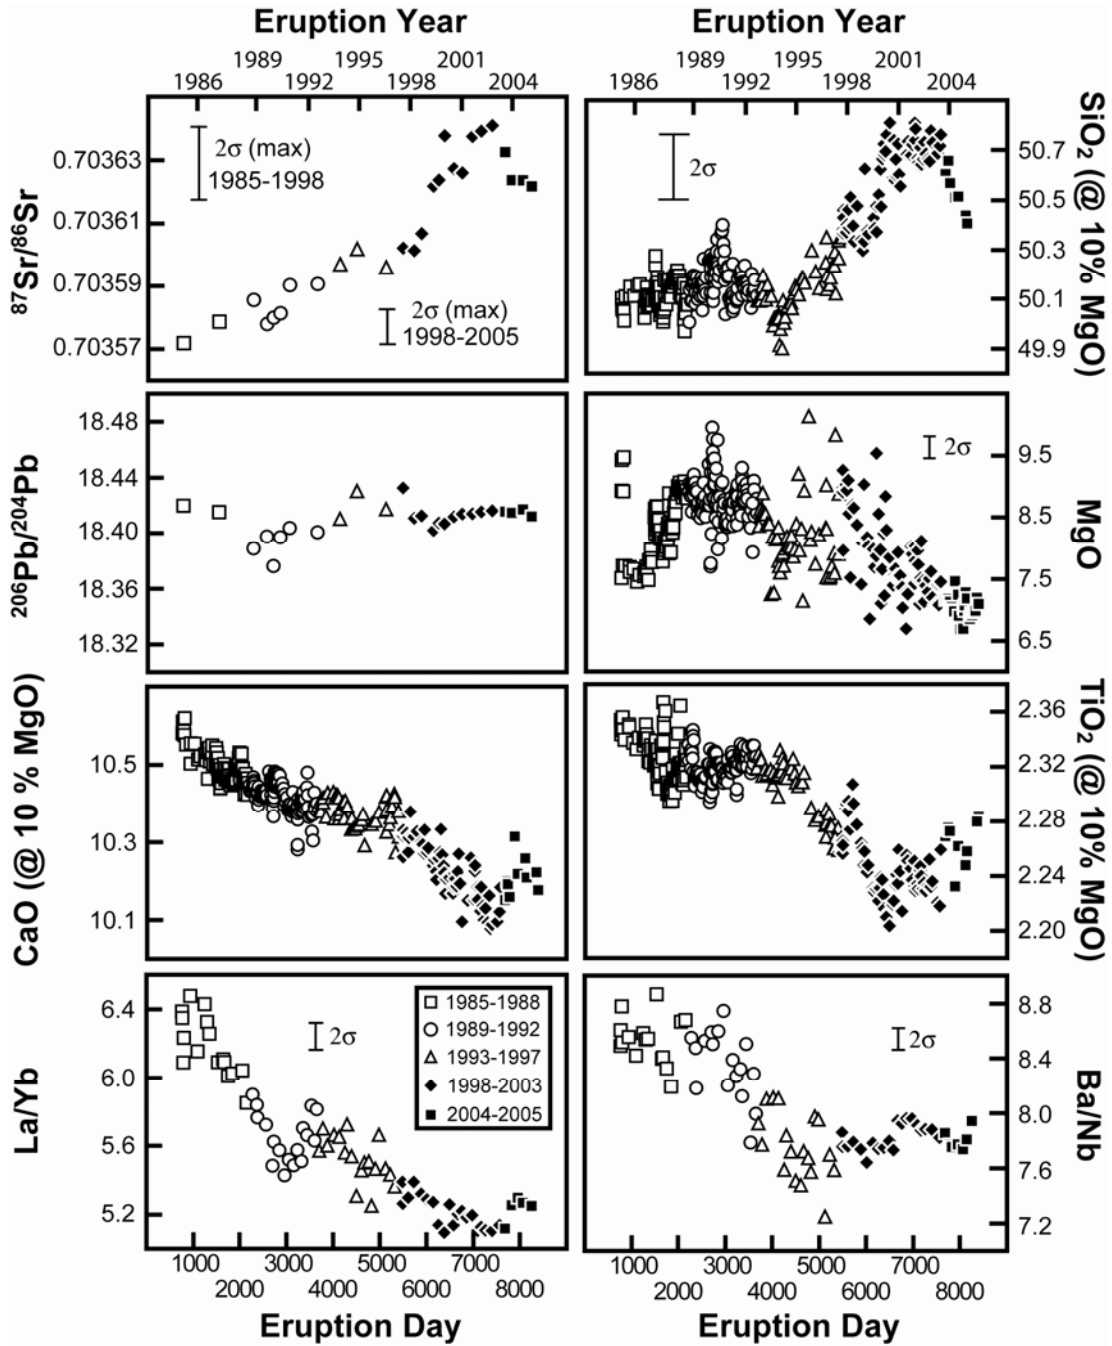 Eruption Year
Eruption Year
1989 1995 2001
1986 1992 1998 2004
1989 1995 2001
1986 1992 1998 2004
⁸⁷Sr/⁸⁶Sr
0.70363
0.70361
0.70359
0.70357
2σ (max)
1985-1998
2σ (max)
1998-2005
2σ
50.7
50.5
50.3
50.1
49.9
SiO₂ (@ 10% MgO)
²⁰⁶Pb/²⁰⁴Pb
18.48
18.44
18.40
18.36
18.32
2σ
9.5
8.5
7.5
6.5
MgO
CaO (@ 10 % MgO)
10.5
10.3
10.1
2.36
2.32
2.28
2.24
2.20
TiO₂ (@ 10% MgO)
La/Yb
6.4
6.0
5.6
5.2
2σ
1985-1988
1989-1992
1993-1997
1998-2003
2004-2005
2σ
8.8
8.4
8.0
7.6
7.2
Ba/Nb
1000 3000 5000 7000
2000 4000 6000 8000
Eruption Day
1000 3000 5000 7000
2000 4000 6000 8000
Eruption Day